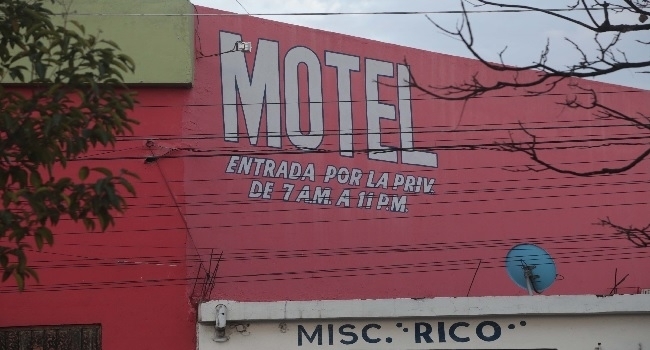 MOTEL
ENTRADA POR LA PRIV.
DE 7 A.M. A 11 P.M.
MISC. "RICO"